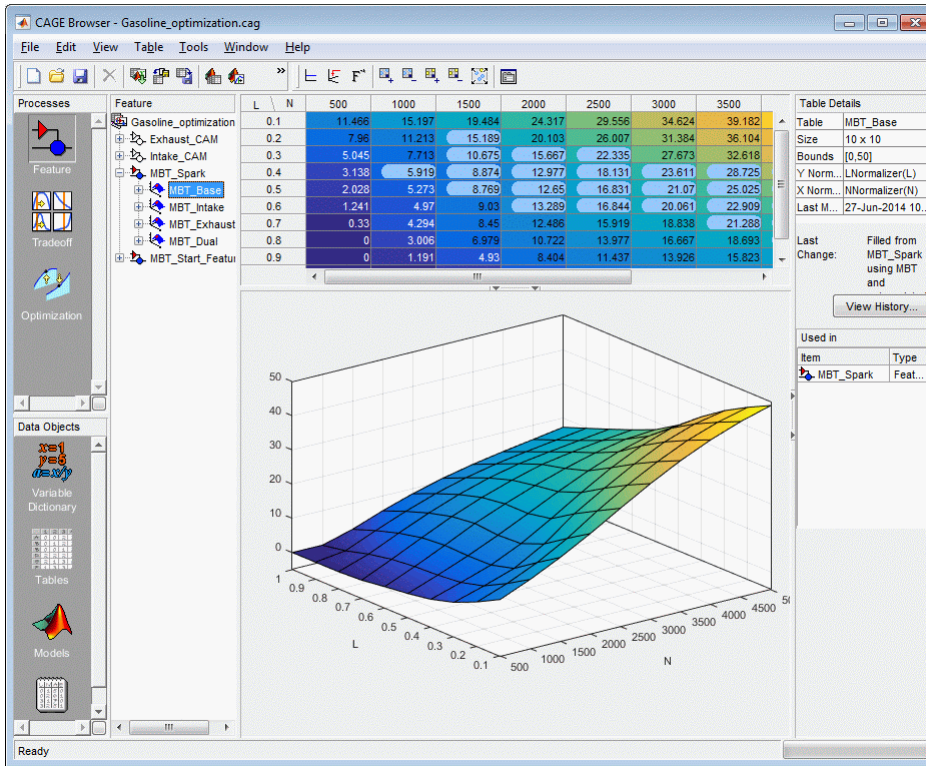 CAGE Browser - Gasoline_optimization.cag
File Edit View Table Tools Window Help
»
Processes
Feature
Tradeoff
Optimization
Data Objects
x=1
y=5
a=x/y
Variable
Dictionary
Tables
Models
Feature
Gasoline_optimization
Exhaust_CAM
Intake_CAM
MBT_Spark
MBT_Base
MBT_Intake
MBT_Exhaust
MBT_Dual
MBT_Start_Featur
L \ N 500 1000 1500 2000 2500 3000 3500
0.1 11.466 15.197 19.484 24.317 29.556 34.624 39.182
0.2 7.96 11.213 15.189 20.103 26.007 31.384 36.104
0.3 5.045 7.713 10.675 15.667 22.335 27.673 32.618
0.4 3.138 5.919 8.874 12.977 18.131 23.611 28.725
0.5 2.028 5.273 8.769 12.65 16.831 21.07 25.025
0.6 1.241 4.97 9.03 13.289 16.844 20.061 22.909
0.7 0.33 4.294 8.45 12.486 15.919 18.838 21.288
0.8 0 3.006 6.979 10.722 13.977 16.667 18.693
0.9 0 1.191 4.93 8.404 11.437 13.926 15.823
50
40
30
20
10
0
1 0.9 0.8 0.7 0.6 0.5 0.4 0.3 0.2 0.1
L
500 1000 1500 2000 2500 3000 3500 4000 4500 50
N
Table Details
Table MBT_Base
Size 10 x 10
Bounds [0,50]
Y Norm... LNormalizer(L)
X Norm... NNormalizer(N)
Last M... 27-Jun-2014 10...
Last Change: Filled from MBT_Spark using MBT and
View History...
Used in
Item Type
MBT_Spark Feat...
Ready